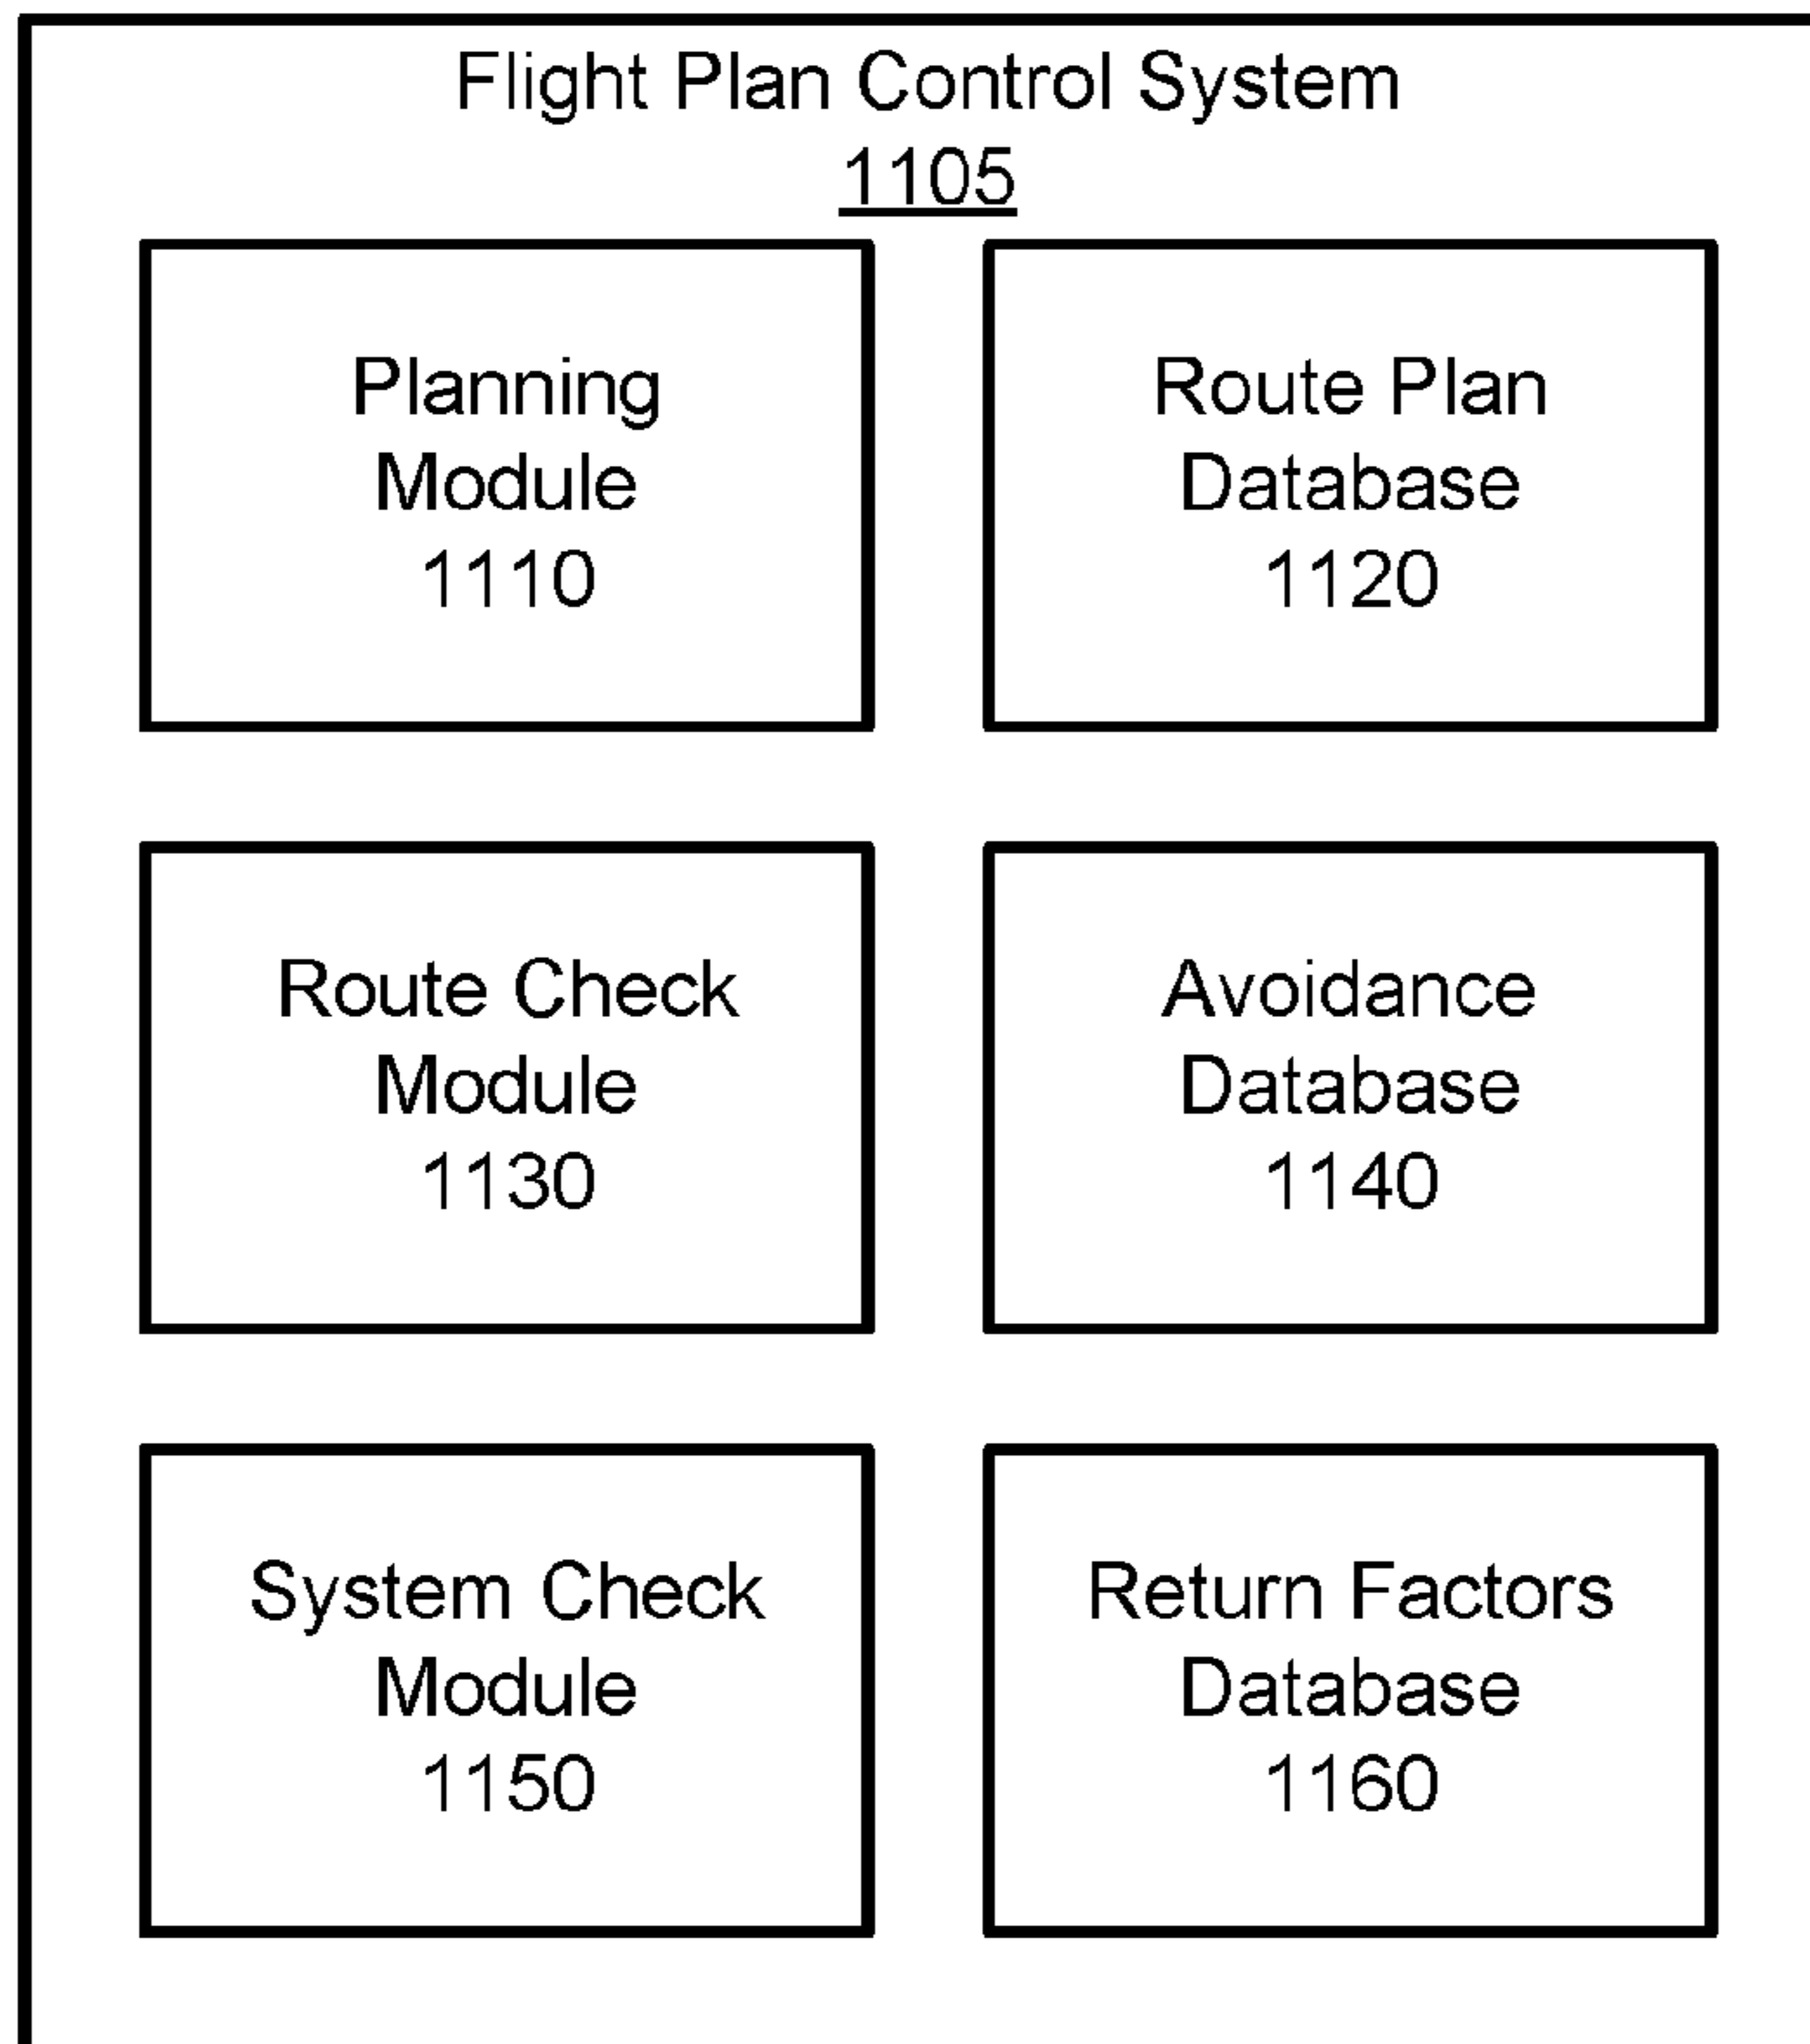 Flight Plan Control System
1105
Planning
Module
1110
Route Plan
Database
1120
Route Check
Module
1130
Avoidance
Database
1140
System Check
Module
1150
Return Factors
Database
1160